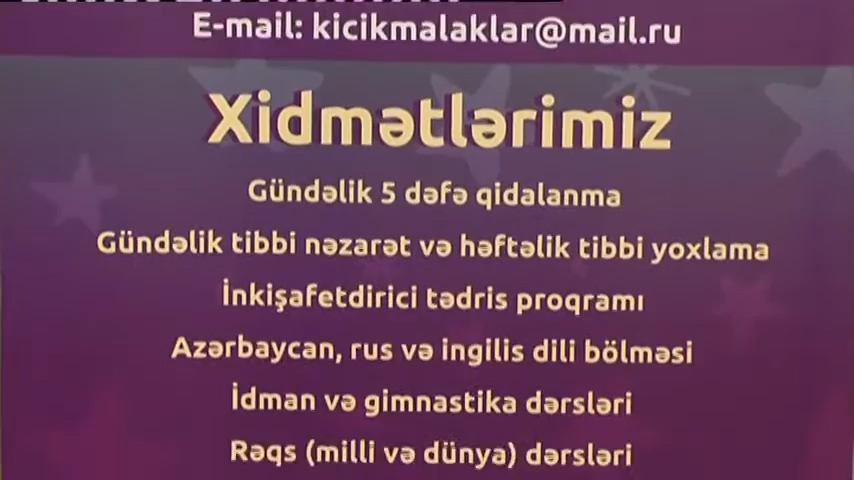 E-mail: kicikmalaklar@mail.ru
Xidmətlərimiz
Gündəlik 5 dəfə qidalanma
Gündəlik tibbi nəzarət və həftəlik tibbi yoxlama
İnkişafetdirici tədris proqramı
Azərbaycan, rus və ingilis dili bölməsi
İdman və gimnastika dərsləri
Rəqs (milli və dünya) dərsləri